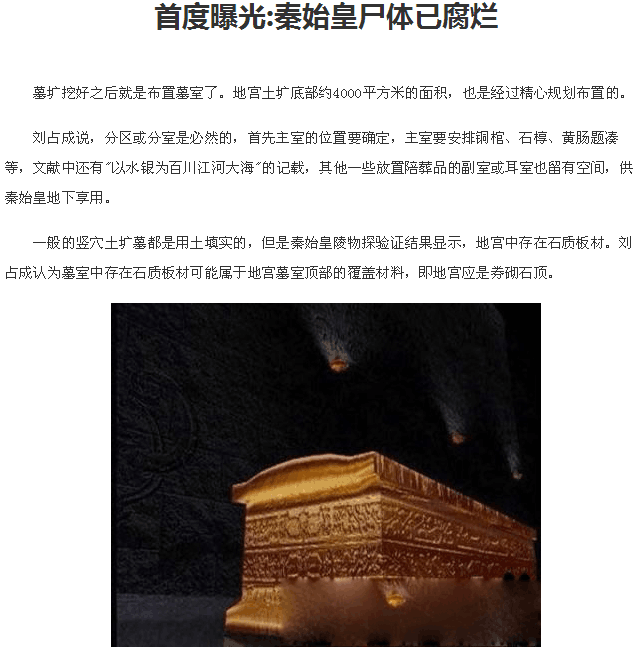 首度曝光:秦始皇尸体已腐烂
墓圹挖好之后就是布置墓室了。地宫土圹底部约4000平方米的面积，也是经过精心规划布置的。
刘占成说，分区或分室是必然的，首先主室的位置要确定，主室要安排铜棺、石椁、黄肠题凑
等，文献中还有"以水银为百川江河大海"的记载，其他一些放置陪葬品的副室或耳室也留有空间，供
秦始皇地下享用。
一般的竖穴土圹墓都是用土填实的，但是秦始皇陵物探验证结果显示，地宫中存在石质板材。刘
占成认为墓室中存在石质板材可能属于地宫墓室顶部的覆盖材料，即地宫应是券砌石顶。